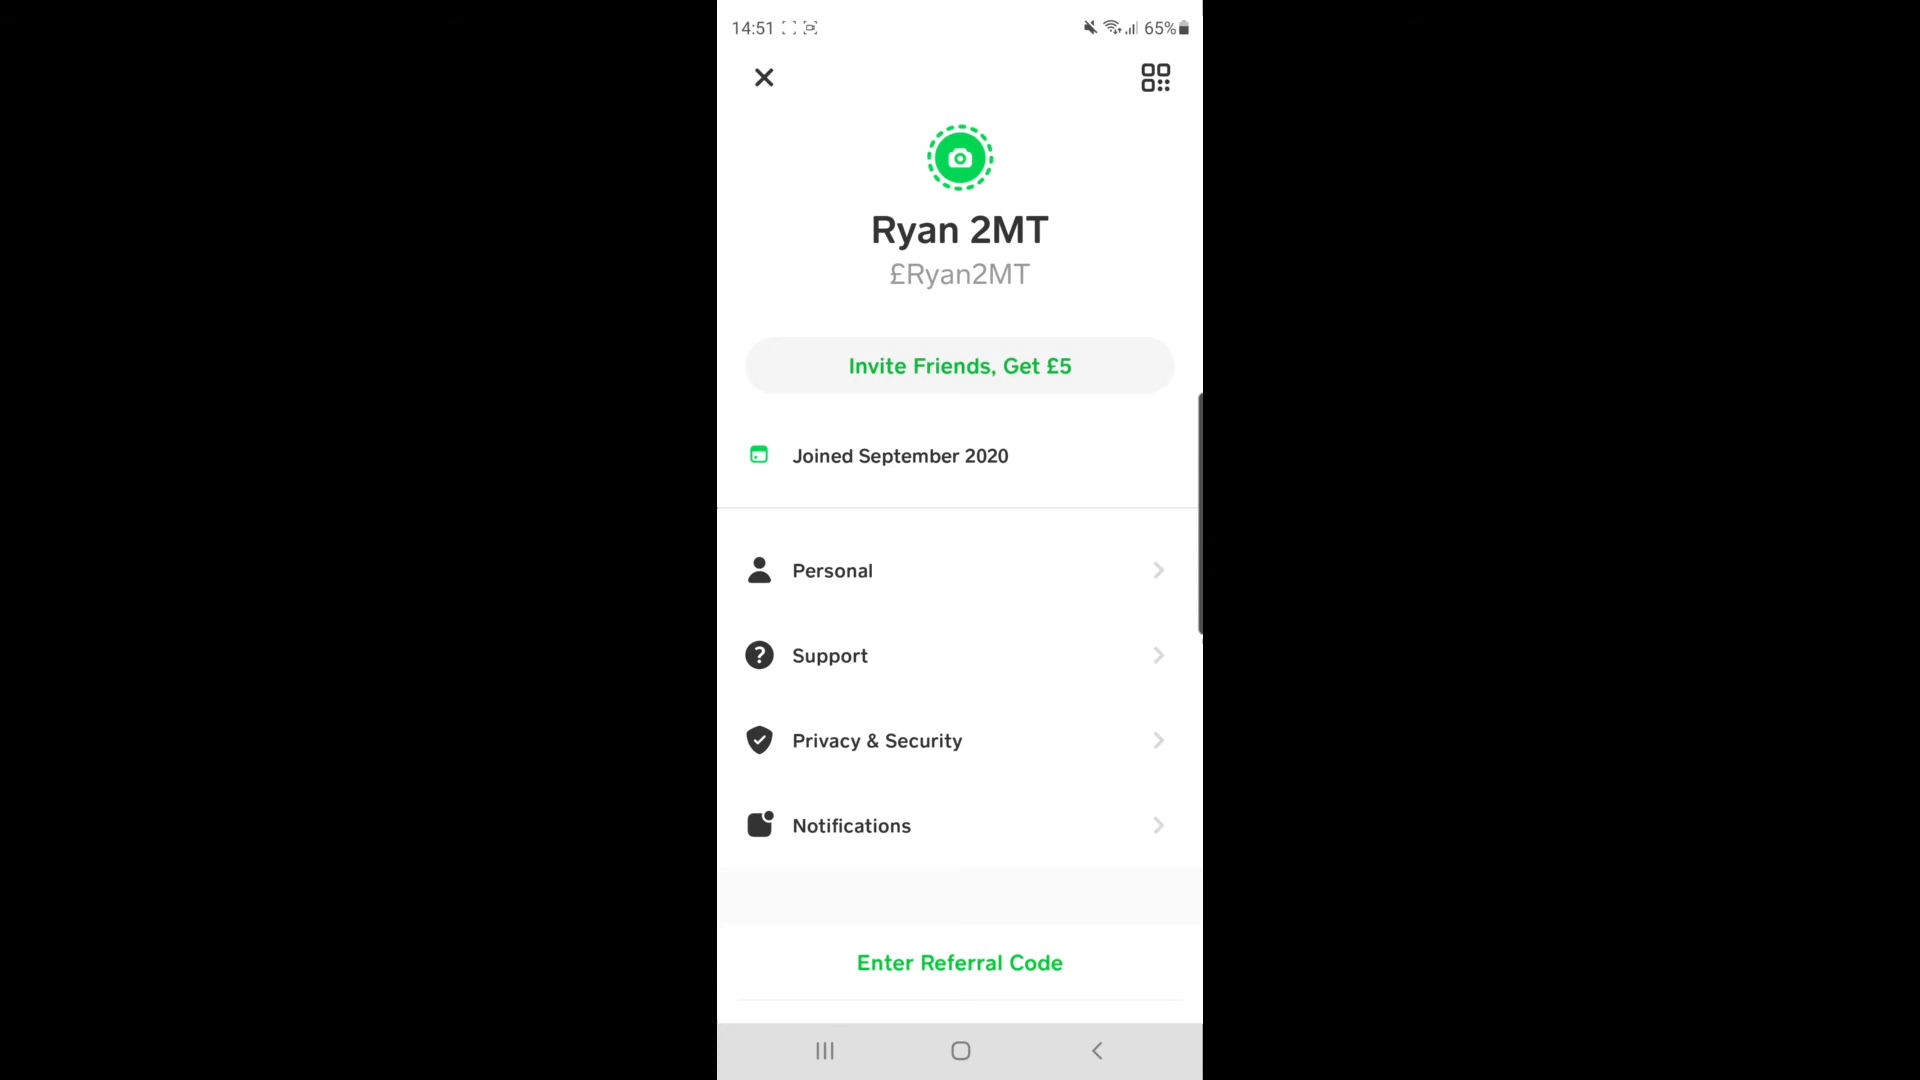 14:51 65%
Ryan 2MT
£Ryan2MT
Invite Friends, Get £5
Joined September 2020
Personal
Support
Privacy & Security
Notifications
Enter Referral Code